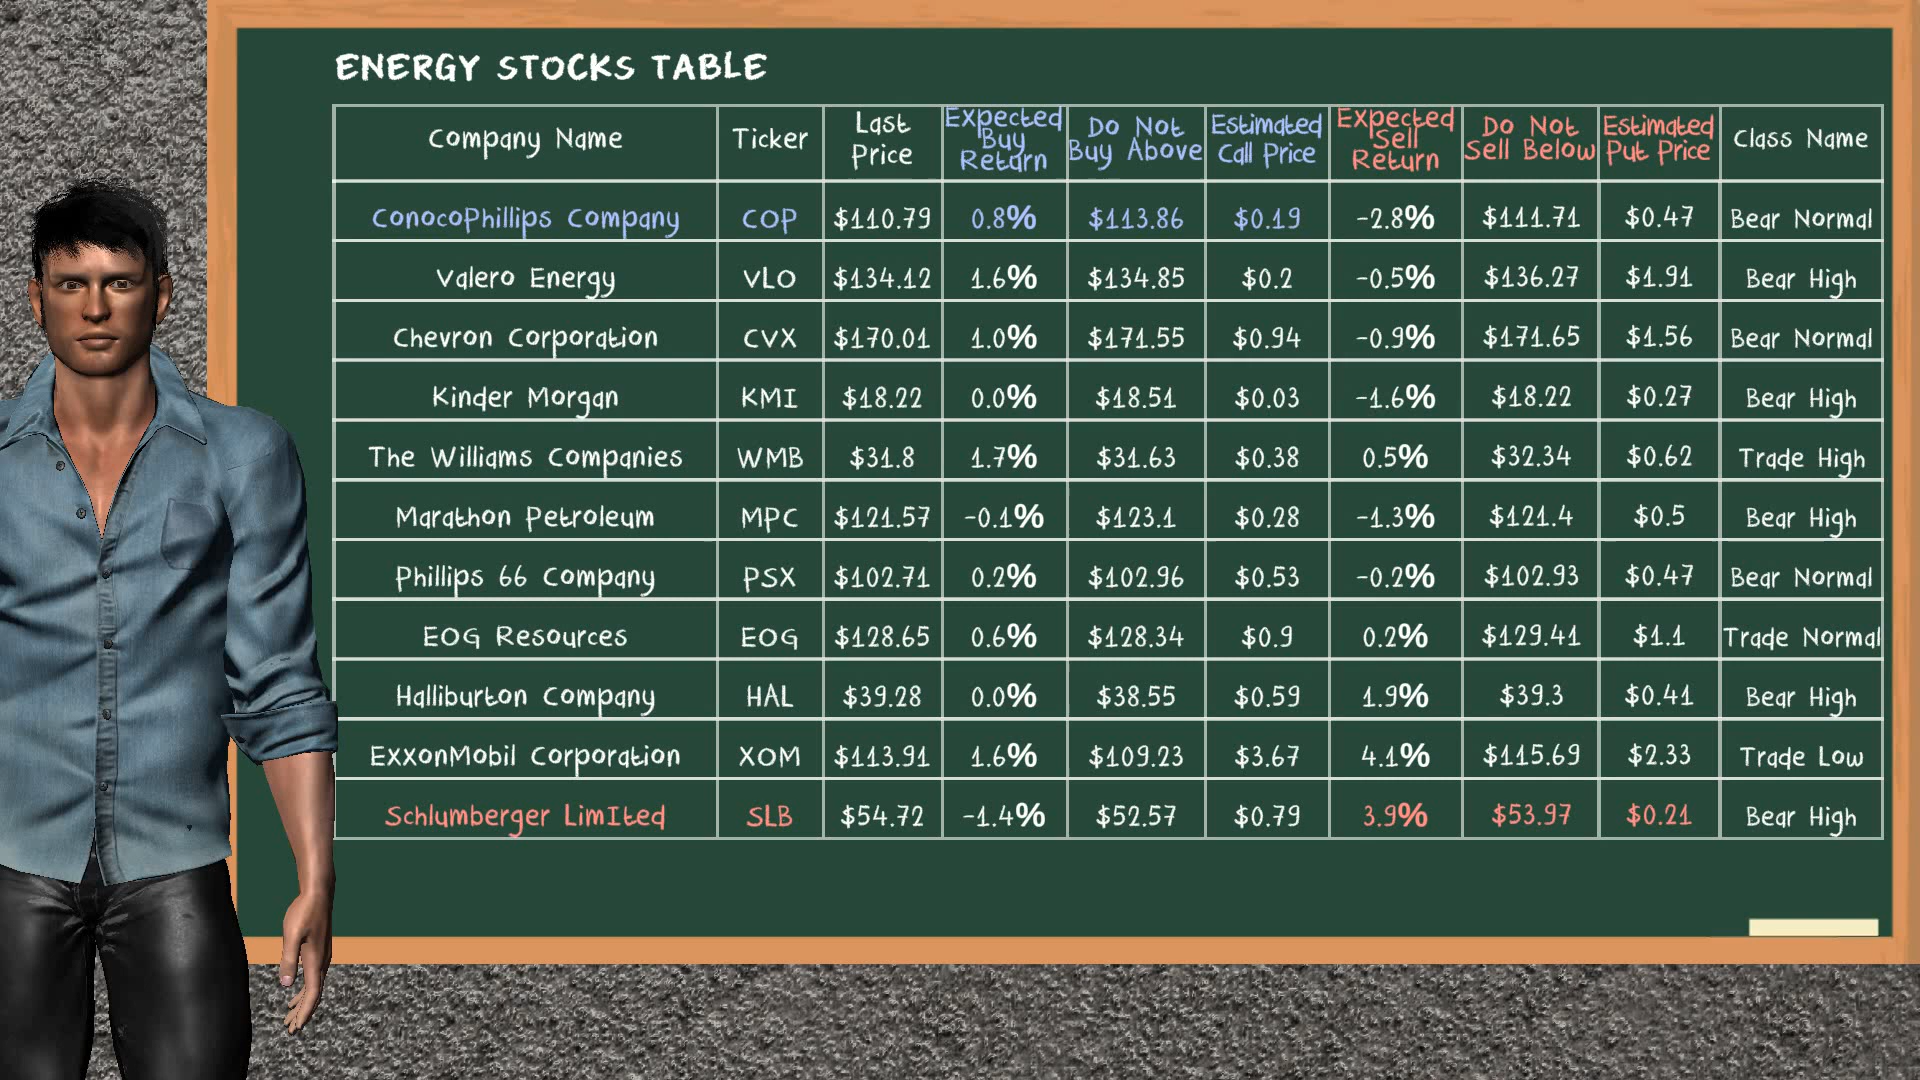 ENERGY STOCKS TABLE
Company Name Ticker Last Price Expected Buy Return Do Not Buy Above Estimated Call Price Expected Sell Return Do Not Sell Below Estimated Put Price Class Name
ConocoPhillips Company COP $110.79 0.8% $113.86 $0.19 -2.8% $111.71 $0.47 Bear Normal
Valero Energy VLO $134.12 1.6% $134.85 $0.2 -0.5% $136.27 $1.91 Bear High
Chevron Corporation CVX $170.01 1.0% $171.55 $0.94 -0.9% $171.65 $1.56 Bear Normal
Kinder Morgan KMI $18.22 0.0% $18.51 $0.03 -1.6% $18.22 $0.27 Bear High
The Williams Companies WMB $31.8 1.7% $31.63 $0.38 0.5% $32.34 $0.62 Trade High
Marathon Petroleum MPC $121.57 -0.1% $123.1 $0.28 -1.3% $121.4 $0.5 Bear High
Phillips 66 Company PSX $102.71 0.2% $102.96 $0.53 -0.2% $102.93 $0.47 Bear Normal
EOG Resources EOG $128.65 0.6% $128.34 $0.9 0.2% $129.41 $1.1 Trade Normal
Halliburton Company HAL $39.28 0.0% $38.55 $0.59 1.9% $39.3 $0.41 Bear High
ExxonMobil Corporation XOM $113.91 1.6% $109.23 $3.67 4.1% $115.69 $2.33 Trade Low
Schlumberger LimIted SLB $54.72 -1.4% $52.57 $0.79 3.9% $53.97 $0.21 Bear High